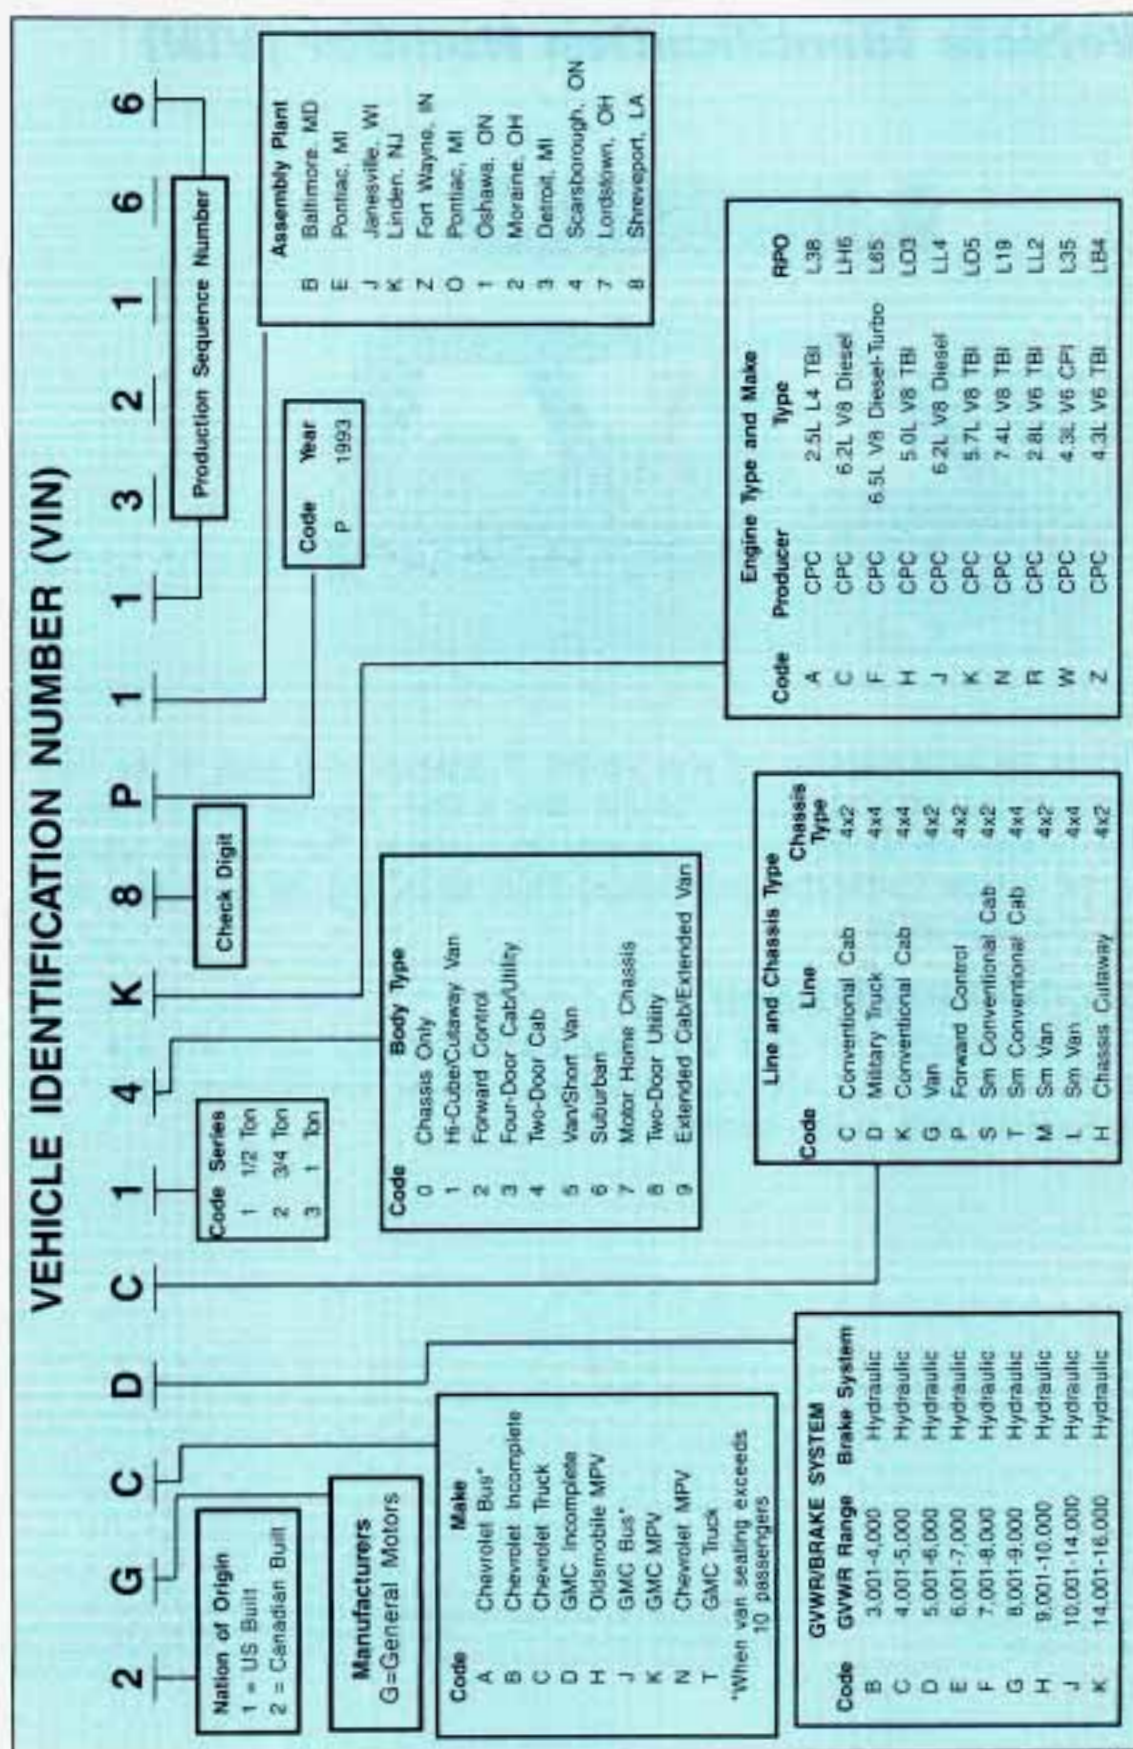 VEHICLE IDENTIFICATION NUMBER (VIN)
2 G C D C 1 4 K 8 P 1 1 3 2 1 6 6
Nation of Origin
1 = US Built
2 = Canadian Built
Manufacturers
G=General Motors
Code Make
A Chevrolet Bus*
B Chevrolet Incomplete
C Chevrolet Truck
D GMC Incomplete
H Oldsmobile MPV
J GMC Bus*
K GMC MPV
N Chevrolet MPV
T GMC Truck
*When van seating exceeds
10 passengers
GVWR/BRAKE SYSTEM
Code GVWR Range Brake System
B 3,001-4,000 Hydraulic
C 4,001-5,000 Hydraulic
D 5,001-6,000 Hydraulic
E 6,001-7,000 Hydraulic
F 7,001-8,000 Hydraulic
G 8,001-9,000 Hydraulic
H 9,001-10,000 Hydraulic
J 10,001-14,000 Hydraulic
K 14,001-16,000 Hydraulic
Code Series
1 1/2 Ton
2 3/4 Ton
3 1 Ton
Code Body Type
0 Chassis Only
1 Hi-Cube/Cutaway Van
2 Forward Control
3 Four-Door Cab/Utility
4 Two-Door Cab
5 Van/Short Van
6 Suburban
7 Motor Home Chassis
8 Two-Door Utility
9 Extended Cab/Extended Van
Line and Chassis Type
Code Line Chassis Type
C Conventional Cab 4x2
D Military Truck 4x4
K Conventional Cab 4x4
G Van 4x2
P Forward Control 4x2
S Sm Conventional Cab 4x2
T Sm Conventional Cab 4x4
M Sm Van 4x2
L Sm Van 4x4
H Chassis Cutaway 4x2
Check Digit
Code Year
P 1993
Production Sequence Number
Assembly Plant
B Baltimore, MD
E Pontiac, MI
J Janesville, WI
K Linden, NJ
Z Fort Wayne, IN
O Pontiac, MI
1 Oshawa, ON
2 Moraine, OH
3 Detroit, MI
4 Scarsborough, ON
7 Lordstown, OH
8 Shreveport, LA
Engine Type and Make
Code Producer Type RPO
A CPC 2.5L L4 TBI L38
C CPC 6.2L V8 Diesel LH6
F CPC 6.5L V8 Diesel-Turbo L65
H CPC 5.0L V8 TBI LO3
J CPC 6.2L V8 Diesel LL4
K CPC 5.7L V8 TBI LO5
N CPC 7.4L V8 TBI L19
R CPC 2.8L V6 TBI LL2
W CPC 4.3L V6 CPI L35
Z CPC 4.3L V6 TBI LB4